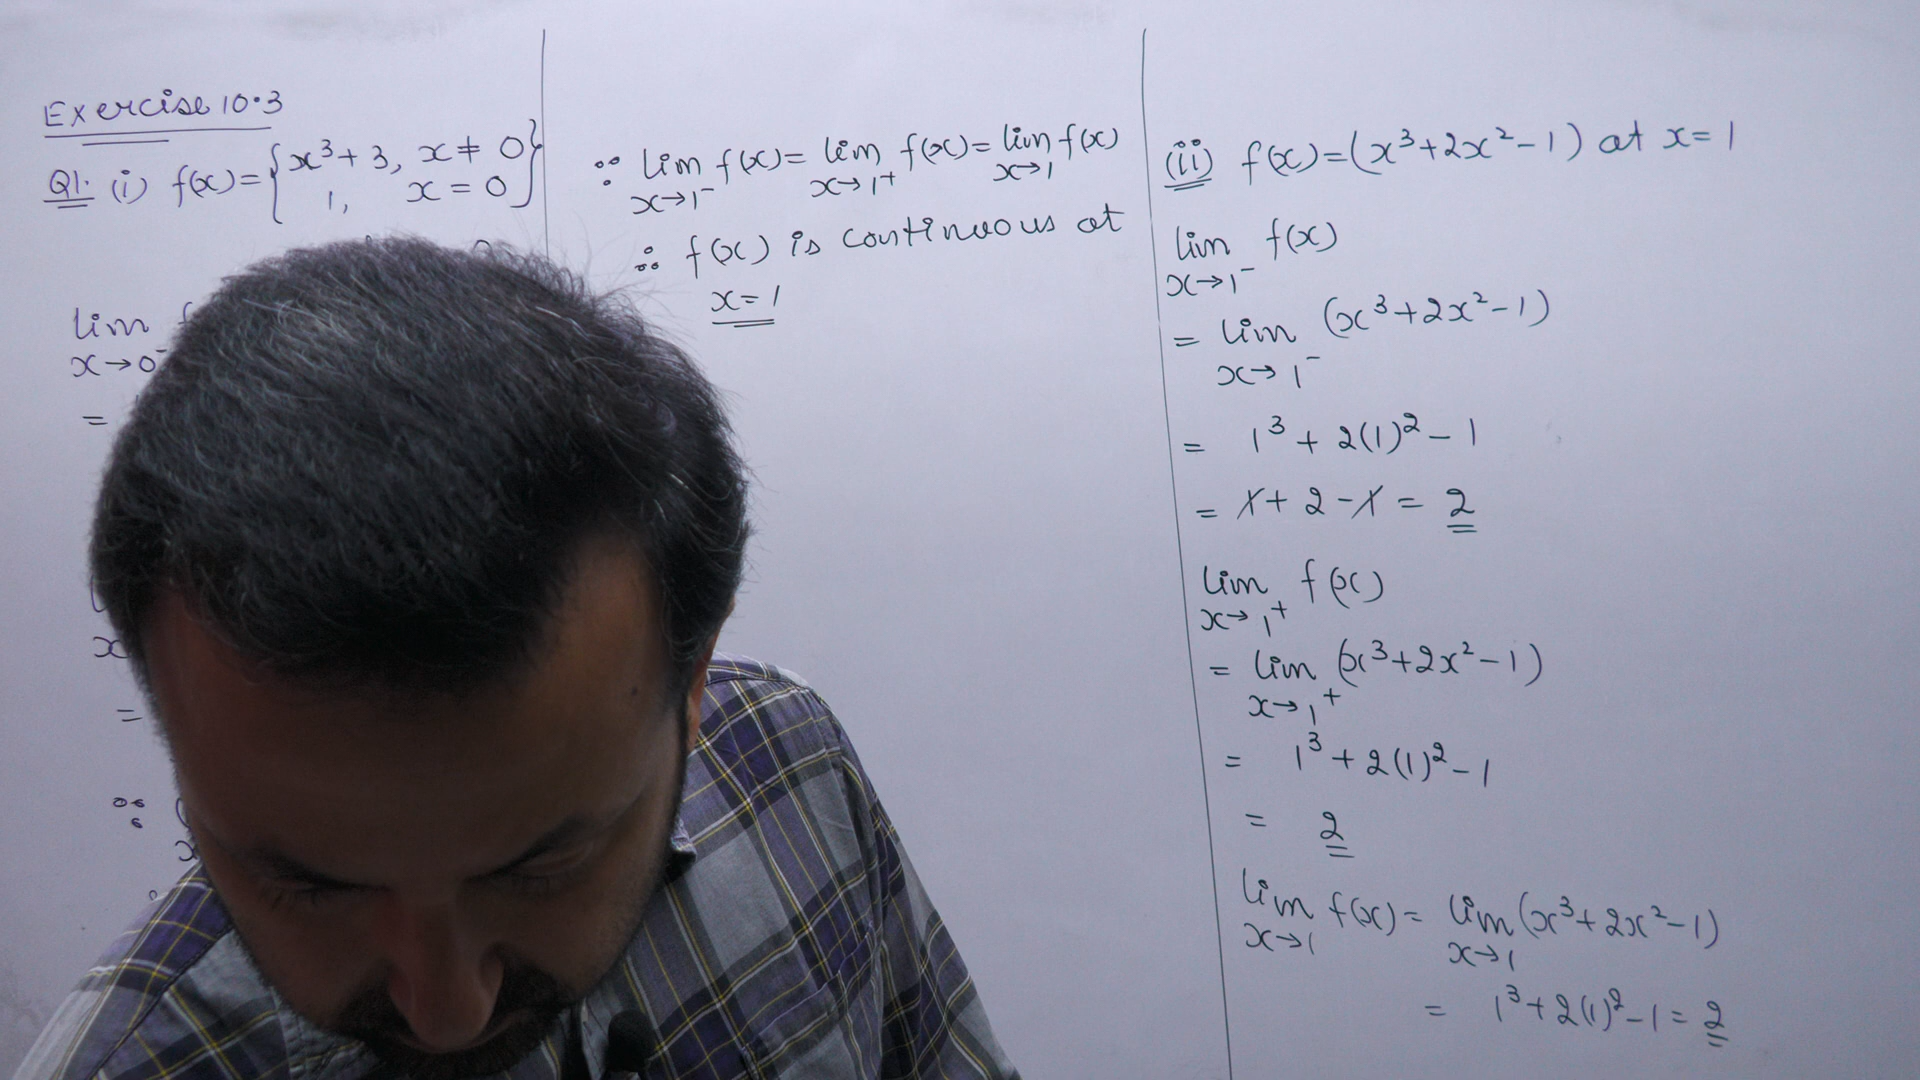 Exercise 10.3
Q1. (i) f(x) = { x³ + 3, x ≠ 0
1, x = 0 }
lim
x→0⁻
=
x
=
∵
x
∵ lim f(x) = lim f(x) = lim f(x)
x→1⁻ x→1⁺ x→1
∴ f(x) is continuous at
x = 1
(ii) f(x) = (x³ + 2x² - 1) at x = 1
lim f(x)
x→1⁻
= lim (x³ + 2x² - 1)
x→1⁻
= 1³ + 2(1)² - 1
= 1 + 2 - 1 = 2
lim f(x)
x→1⁺
= lim (x³ + 2x² - 1)
x→1⁺
= 1³ + 2(1)² - 1
= 2
lim f(x) = lim (x³ + 2x² - 1)
x→1 x→1
= 1³ + 2(1)² - 1 = 2